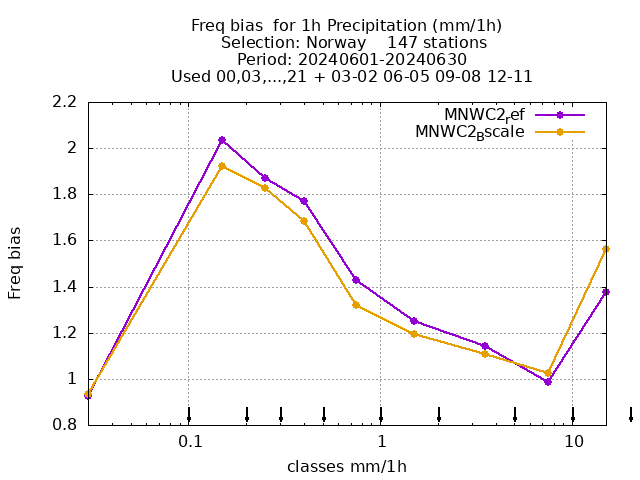 Freq bias  for 1h Precipitation (mm/1h)
Selection: Norway    147 stations
Period: 20240601-20240630
Used 00,03,...,21 + 03-02 06-05 09-08 12-11
MNWC2ref
MNWC2Bscale
2.2
2
1.8
1.6
1.4
1.2
1
0.8
Freq bias
0.1 1 10
classes mm/1h